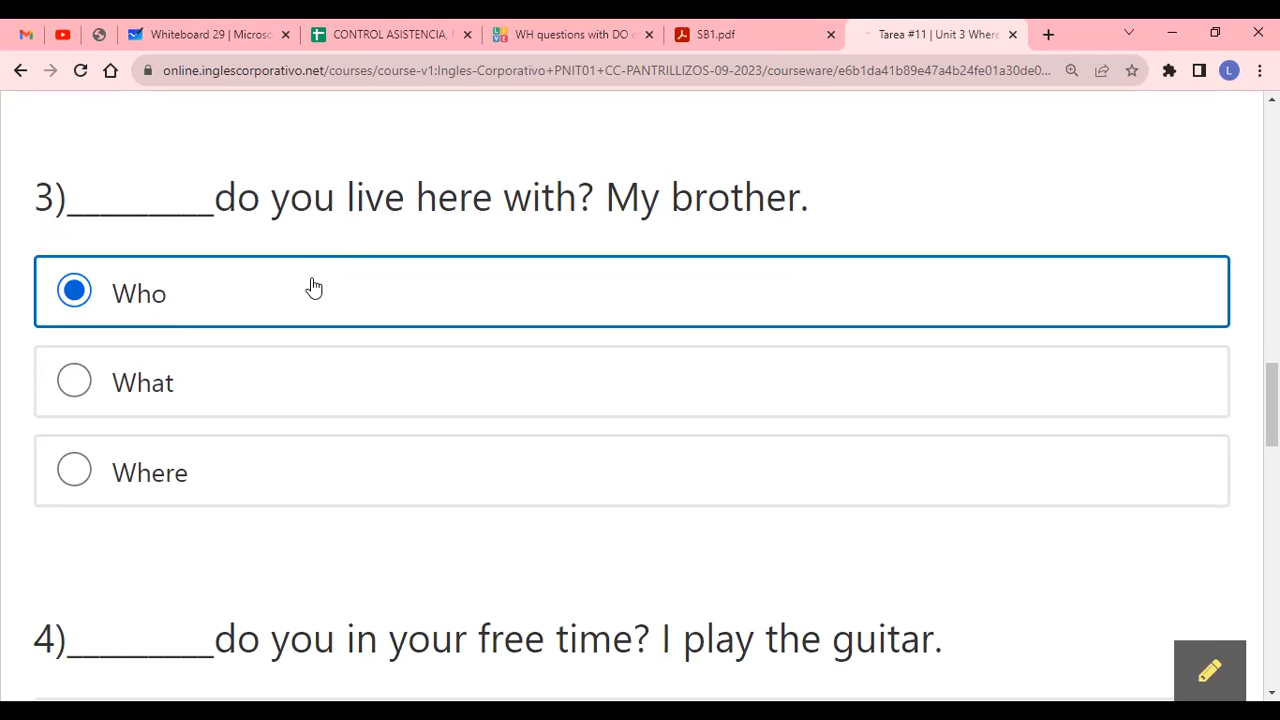 Whiteboard 29 | Microso
CONTROL ASISTENCIA,
WH questions with DO
SB1.pdf
Tarea #11 | Unit 3 Where
online.inglescorporativo.net/courses/course-v1:Ingles-Corporativo+PNIT01+CC-PANTRILLIZOS-09-2023/courseware/e6b1da41b89e47a4b24fe01a30de0...
L
3)_________do you live here with? My brother.
Who
What
Where
4)_________do you in your free time? I play the guitar.